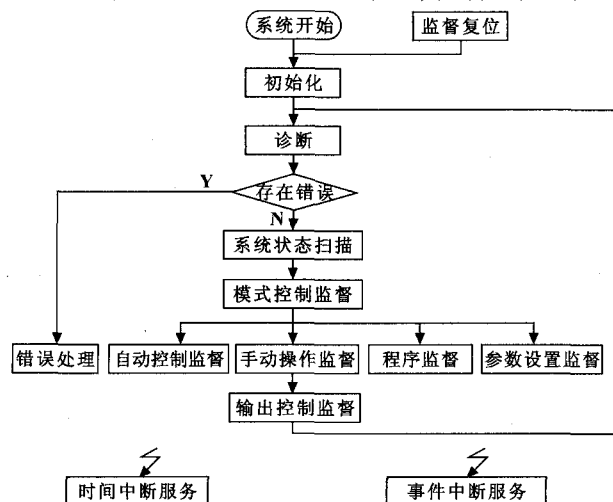 系统开始
监督复位
初始化
诊断
Y
存在错误
N
系统状态扫描
模式控制监督
错误处理
自动控制监督
手动操作监督
程序监督
参数设置监督
输出控制监督
时间中断服务
事件中断服务